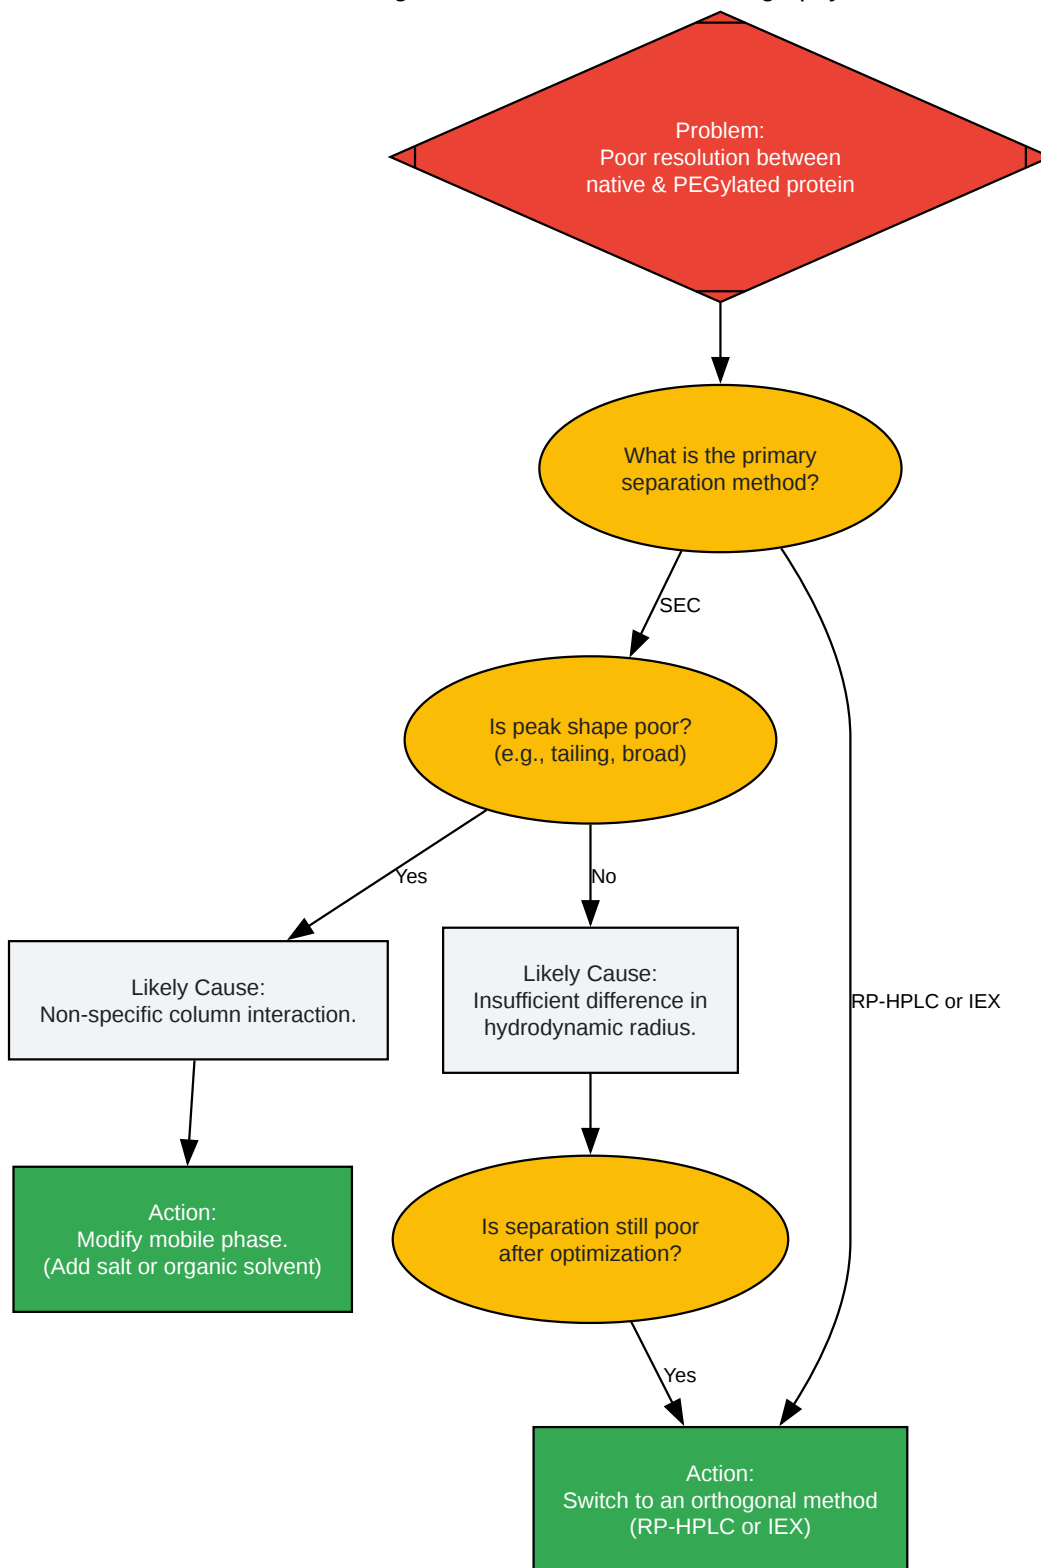 Problem:
Poor resolution between
native & PEGylated protein
What is the primary
separation method?
SEC
Is peak shape poor?
(e.g., tailing, broad)
Yes
No
Likely Cause:
Non-specific column interaction.
Likely Cause:
Insufficient difference in
hydrodynamic radius.
RP-HPLC or IEX
Action:
Modify mobile phase.
(Add salt or organic solvent)
Is separation still poor
after optimization?
Yes
Action:
Switch to an orthogonal method
(RP-HPLC or IEX)